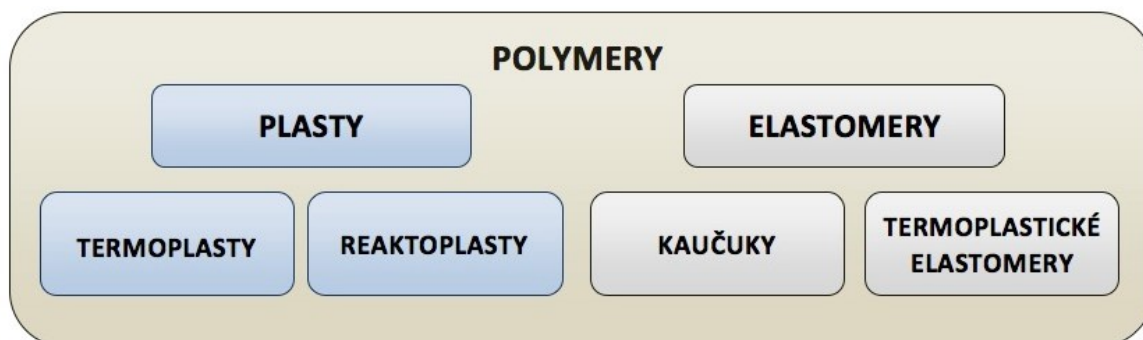 POLYMERY
PLASTY
ELASTOMERY
TERMOPLASTY
REAKTOPLASTY
KAUČUKY
TERMOPLASTICKÉ
ELASTOMERY